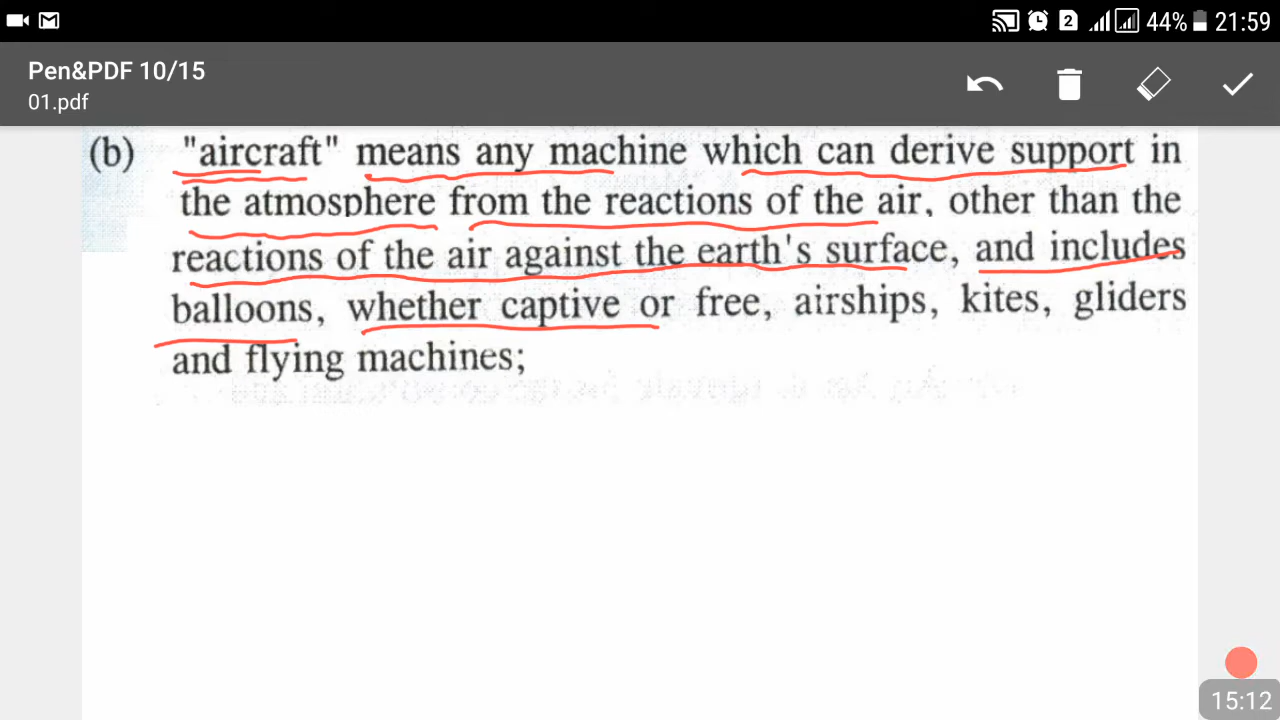 44% 21:59
Pen&PDF 10/15
01.pdf
(b) "aircraft" means any machine which can derive support in
the atmosphere from the reactions of the air, other than the
reactions of the air against the earth's surface, and includes
balloons, whether captive or free, airships, kites, gliders
and flying machines;
15:12